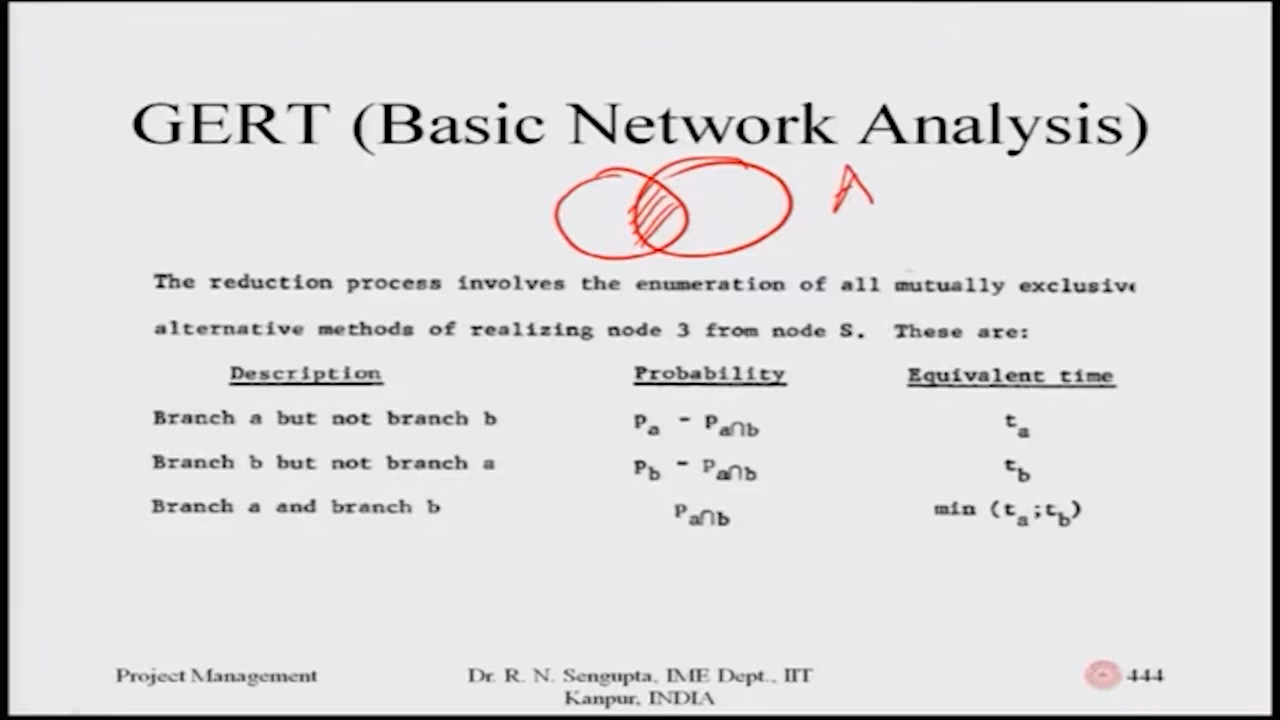 GERT (Basic Network Analysis)
A
The reduction process involves the enumeration of all mutually exclusive
alternative methods of realizing node 3 from node S. These are:
Description Probability Equivalent time
Branch a but not branch b Pa - Pa∩b ta
Branch b but not branch a Pb - Pa∩b tb
Branch a and branch b Pa∩b min (ta;tb)
Project Management Dr. R. N. Sengupta, IME Dept., IIT 444
Kanpur, INDIA